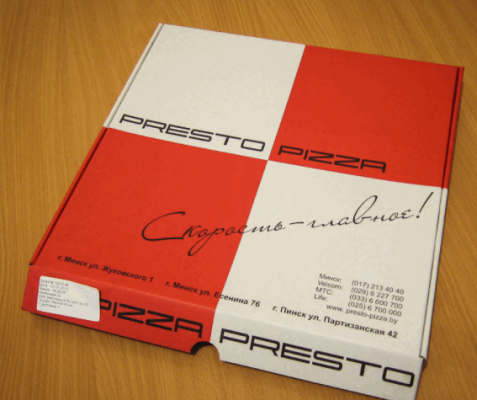 PRESTO PIZZA
Скорость-главное!
г. Минск ул. Жуковского 1 г. Минск ул. Есенина 76 г. Пинск ул. Партизанская 42
Минск: (017) 213 40 40
Velcom: (029) 6 227 700
МТС: (033) 6 600 700
Life: (025) 6 700 000
www. presto-pizza.by
PIZZA PRESTO